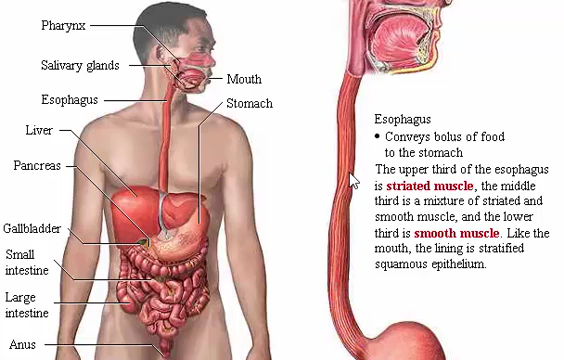 Pharynx
Salivary glands
Mouth
Esophagus
Stomach
Liver
Pancreas
Gallbladder
Small
intestine
Large
intestine
Anus
Esophagus
• Conveys bolus of food
to the stomach
The upper third of the esophagus
is striated muscle, the middle
third is a mixture of striated and
smooth muscle, and the lower
third is smooth muscle. Like the
mouth, the lining is stratified
squamous epithelium.